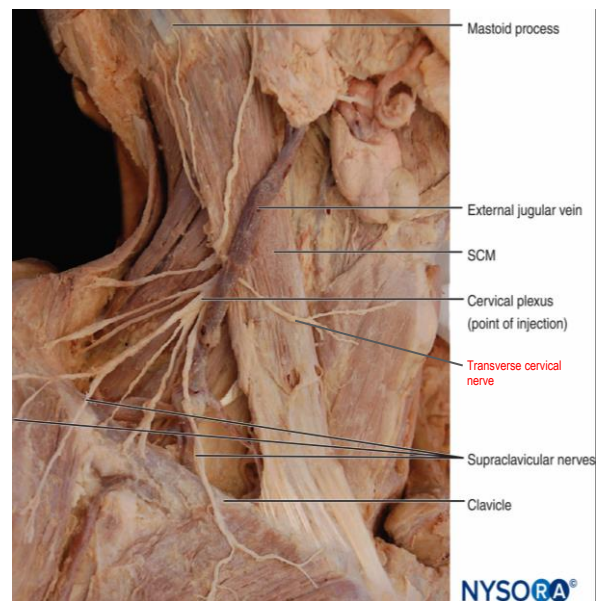 Mastoid process
External jugular vein
SCM
Cervical plexus
(point of injection)
Transverse cervical
nerve
Supraclavicular nerves
Clavicle
NYSORA©